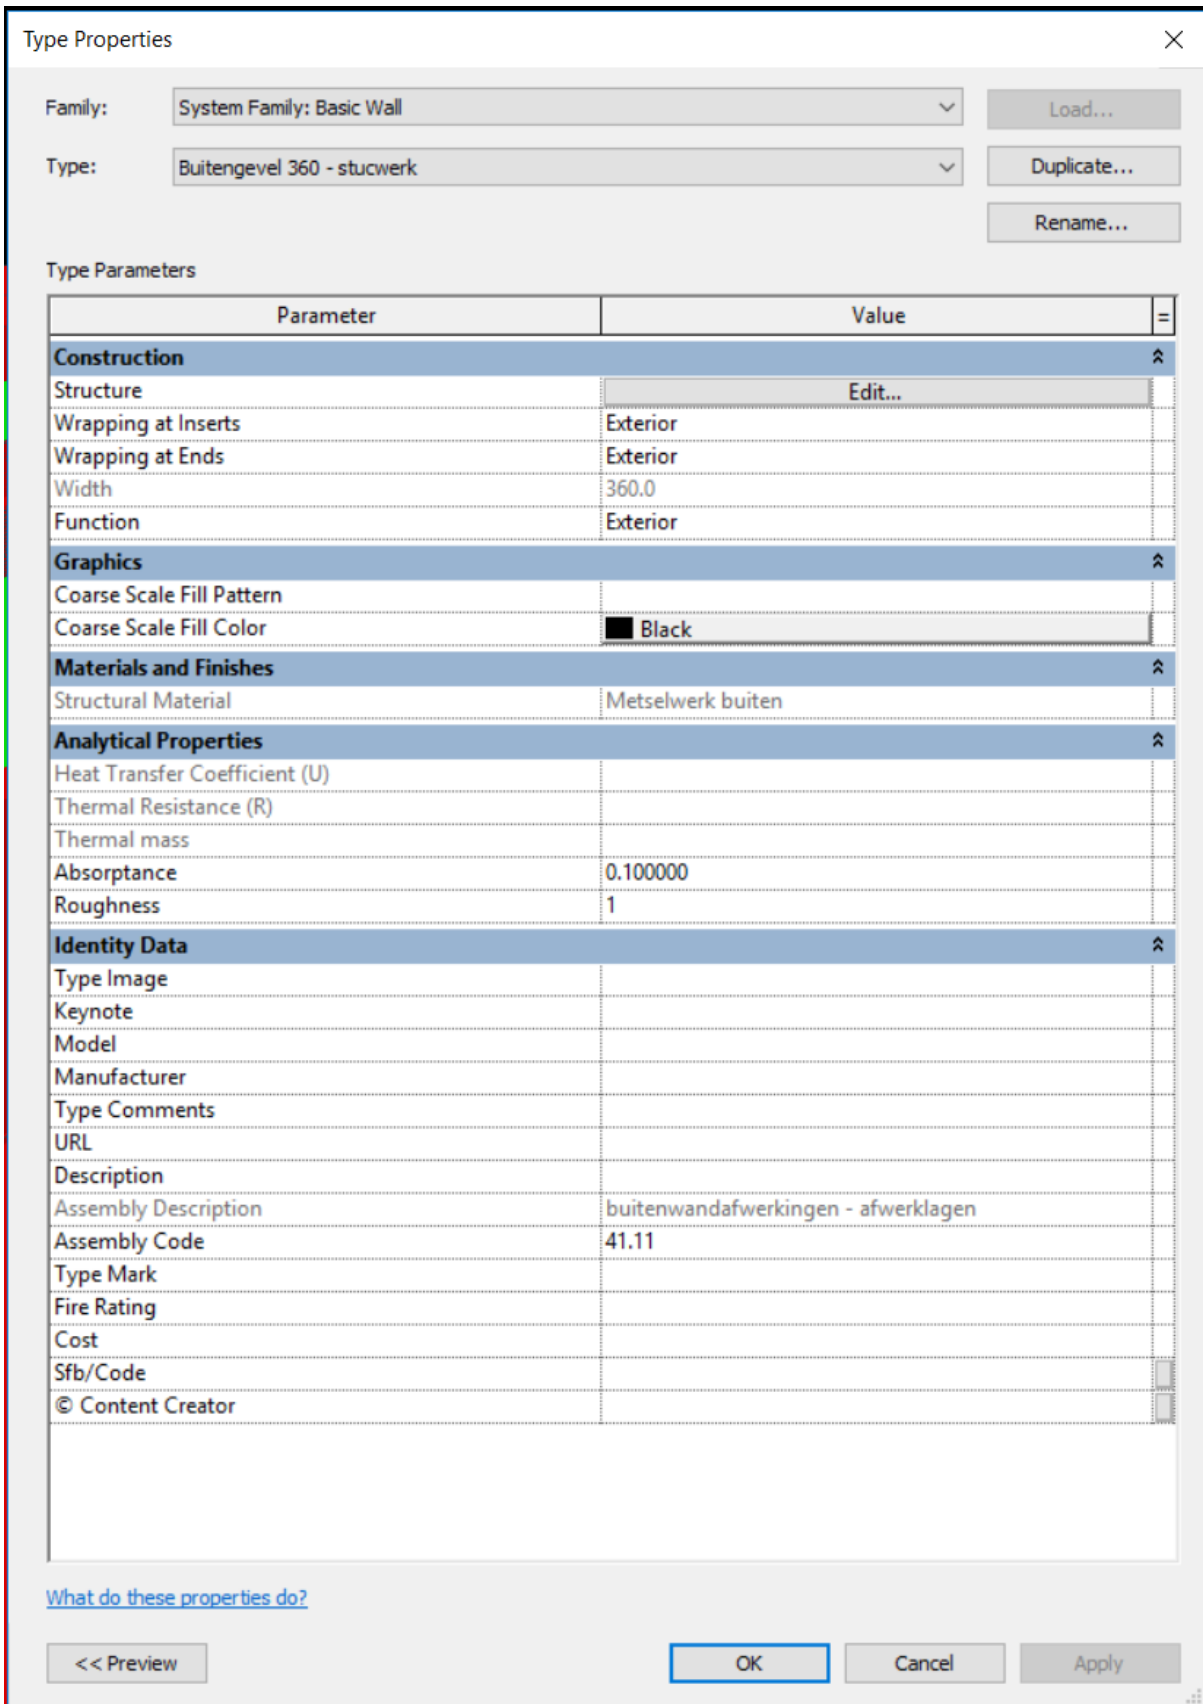 Type Properties
Family: System Family: Basic Wall Load...
Type: Buitengevel 360 - stucwerk Duplicate...
Rename...
Type Parameters
Parameter Value =
Construction
Structure Edit...
Wrapping at Inserts Exterior
Wrapping at Ends Exterior
Width 360.0
Function Exterior
Graphics
Coarse Scale Fill Pattern
Coarse Scale Fill Color Black
Materials and Finishes
Structural Material Metselwerk buiten
Analytical Properties
Heat Transfer Coefficient (U)
Thermal Resistance (R)
Thermal mass
Absorptance 0.100000
Roughness 1
Identity Data
Type Image
Keynote
Model
Manufacturer
Type Comments
URL
Description
Assembly Description buitenwandafwerkingen - afwerklagen
Assembly Code 41.11
Type Mark
Fire Rating
Cost
Sfb/Code
© Content Creator
What do these properties do?
<< Preview OK Cancel Apply